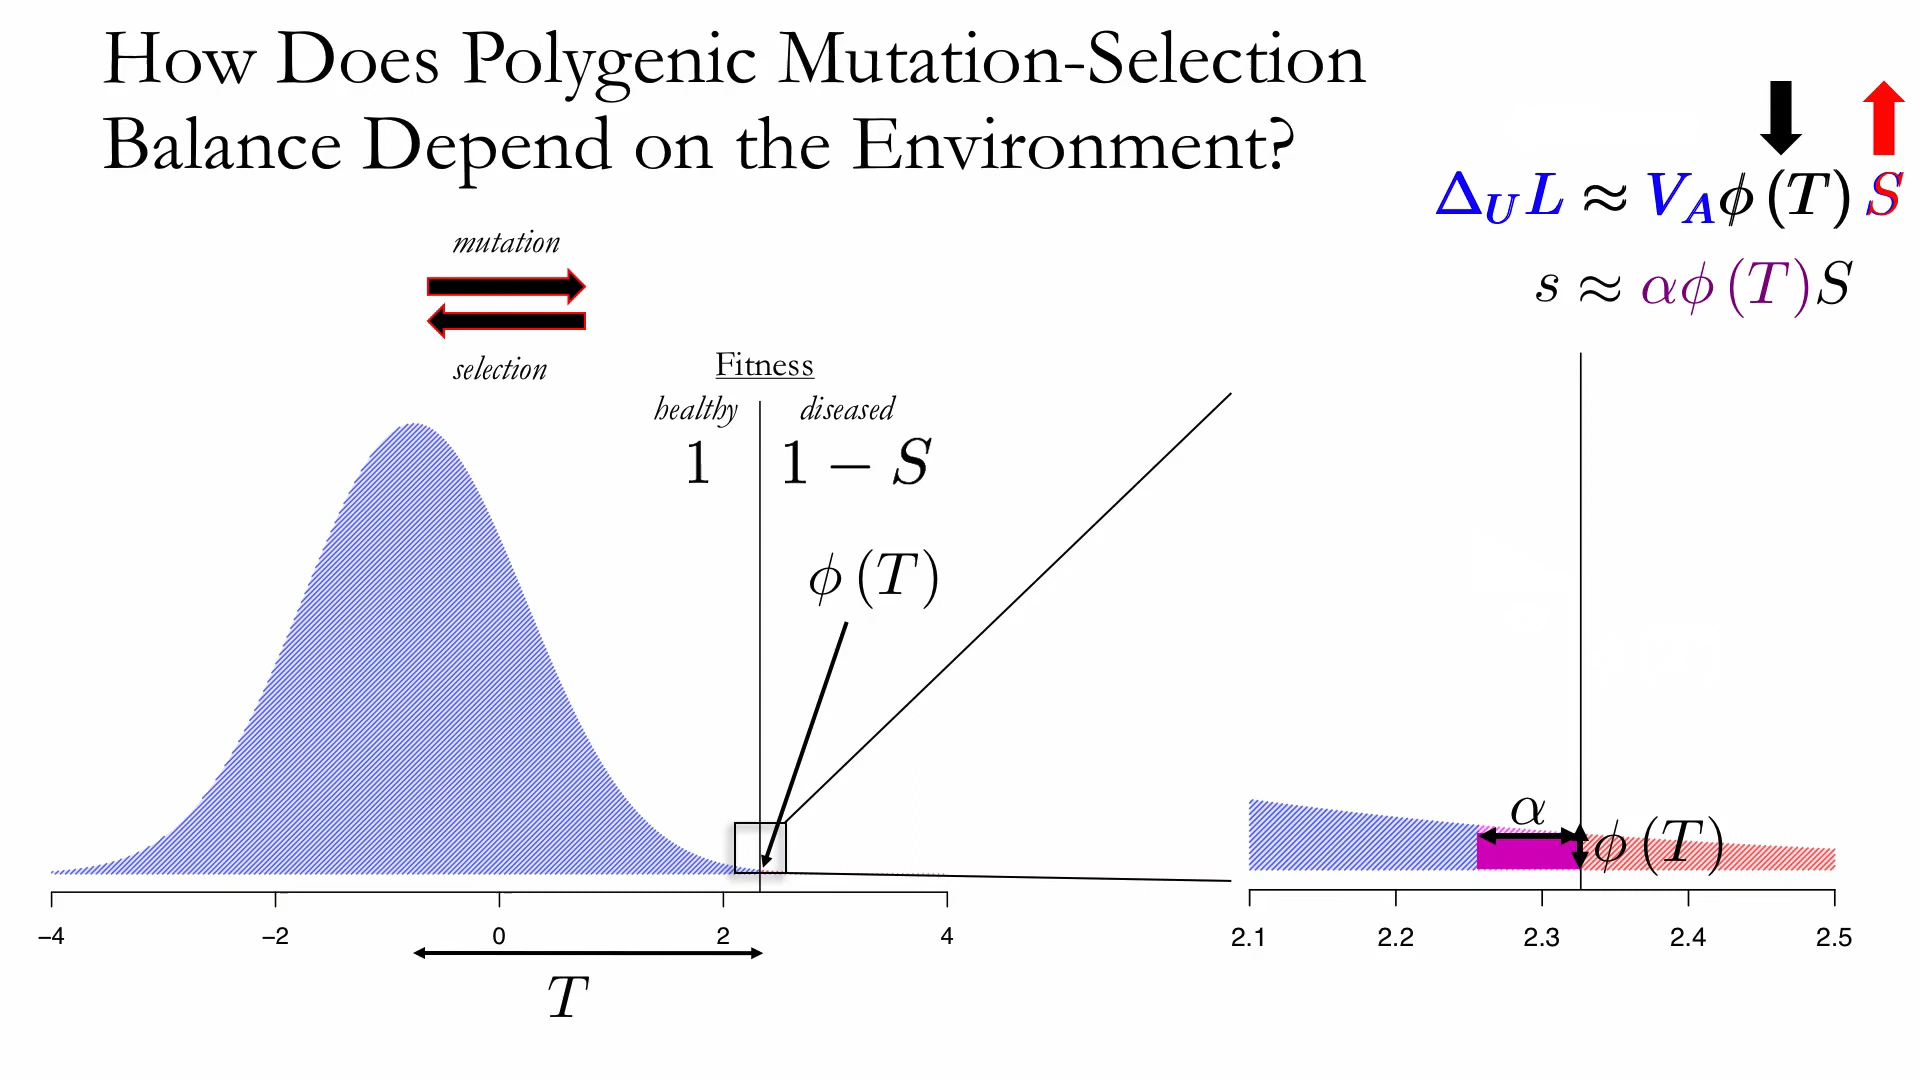 How Does Polygenic Mutation-Selection
Balance Depend on the Environment?
Δ_U L ≈ V_A ϕ (T) S
s ≈ αϕ (T) S
mutation
selection
Fitness
healthy diseased
1 1 − S
ϕ (T)
α
ϕ (T)
−4 −2 0 2 4
2.1 2.2 2.3 2.4 2.5
T